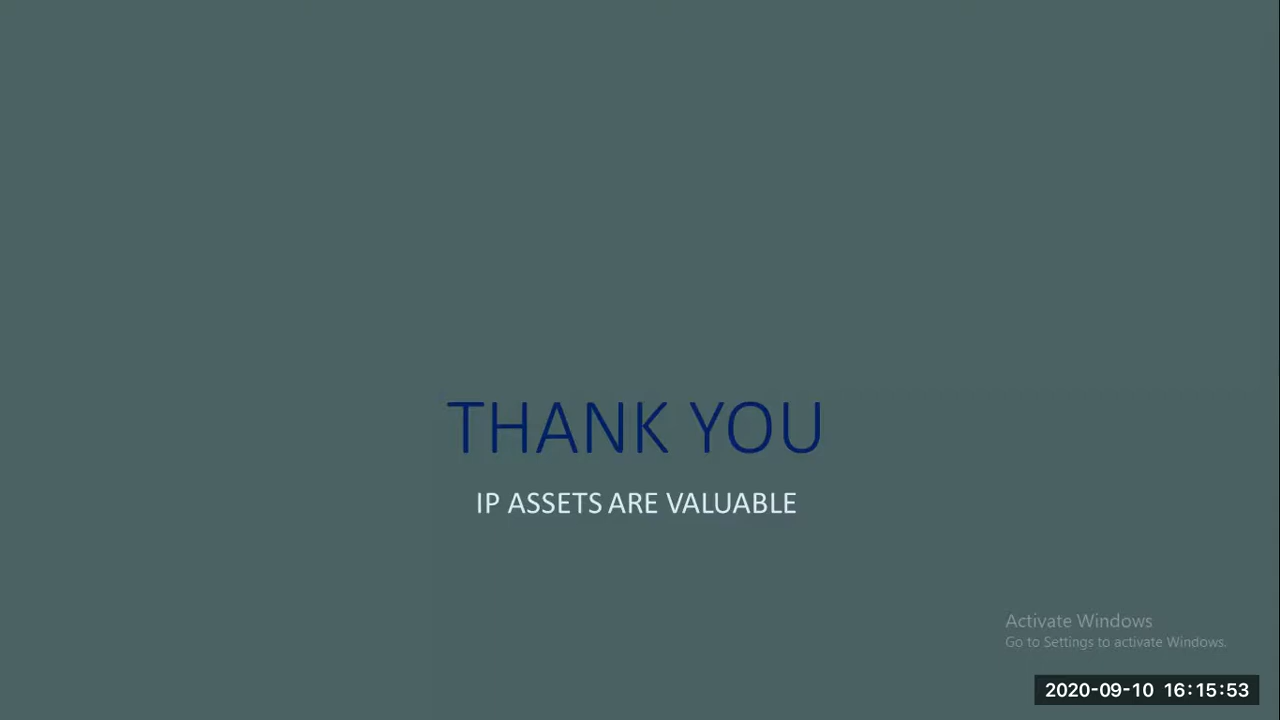 THANK YOU
IP ASSETS ARE VALUABLE
Activate Windows
Go to Settings to activate Windows.
2020-09-10 16:15:53